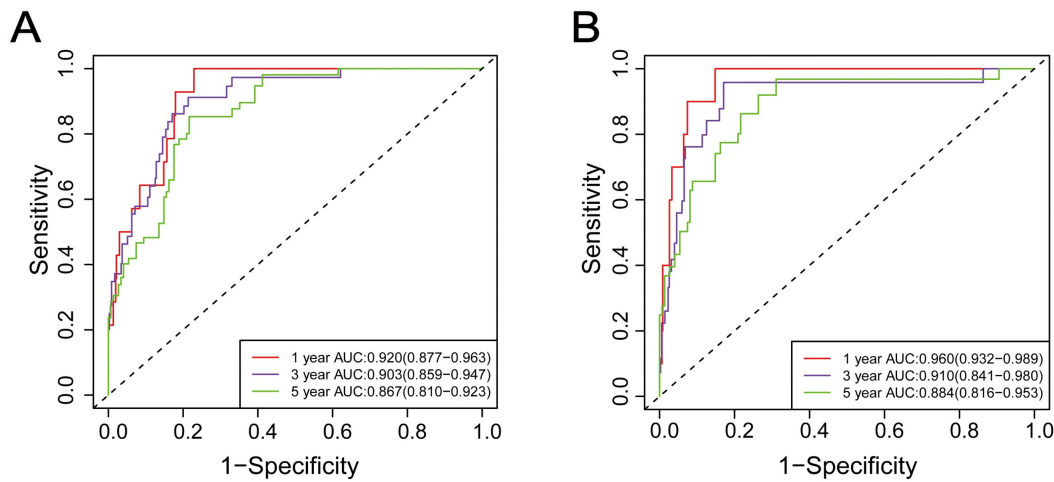 A
B
Sensitivity
0.0 0.2 0.4 0.6 0.8 1.0
1 year AUC:0.920(0.877−0.963)
3 year AUC:0.903(0.859−0.947)
5 year AUC:0.867(0.810−0.923)
0.0 0.2 0.4 0.6 0.8 1.0
1−Specificity
Sensitivity
0.0 0.2 0.4 0.6 0.8 1.0
1 year AUC:0.960(0.932−0.989)
3 year AUC:0.910(0.841−0.980)
5 year AUC:0.884(0.816−0.953)
0.0 0.2 0.4 0.6 0.8 1.0
1−Specificity